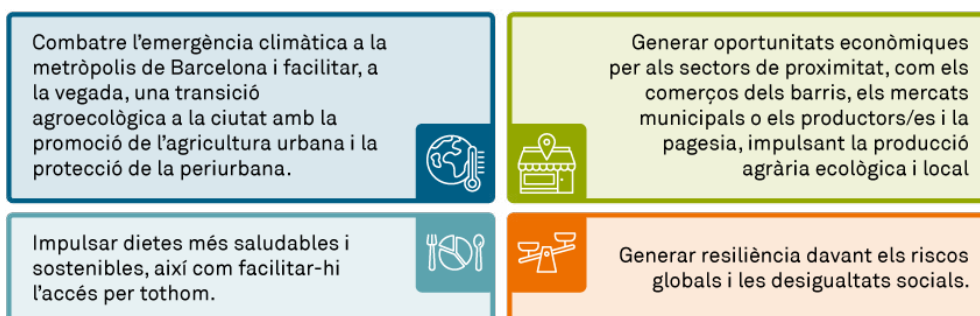 Combatre l'emergència climàtica a la
metròpolis de Barcelona i facilitar, a
la vegada, una transició
agroecològica a la ciutat amb la
promoció de l'agricultura urbana i la
protecció de la periurbana.
Generar oportunitats econòmiques
per als sectors de proximitat, com els
comerços dels barris, els mercats
municipals o els productors/es i la
pagesia, impulsant la producció
agrària ecològica i local
Impulsar dietes més saludables i
sostenibles, així com facilitar-hi
l'accés per tothom.
Generar resiliència davant els riscos
globals i les desigualtats socials.